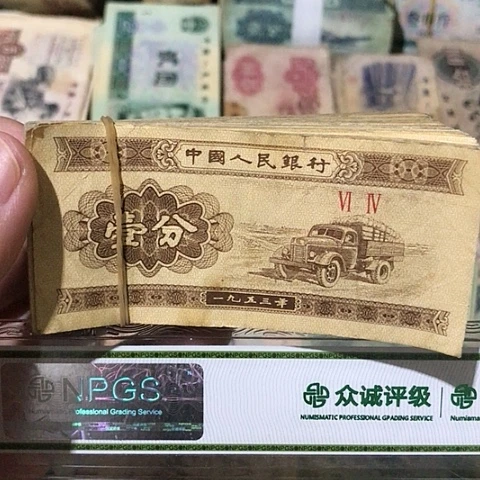 中國人民銀行
VI IV
壹分
一九五三年
NPGS
Professional Grading Service
众诚评级
NUMISMATIC PROFESSIONAL GRADING SERVICE